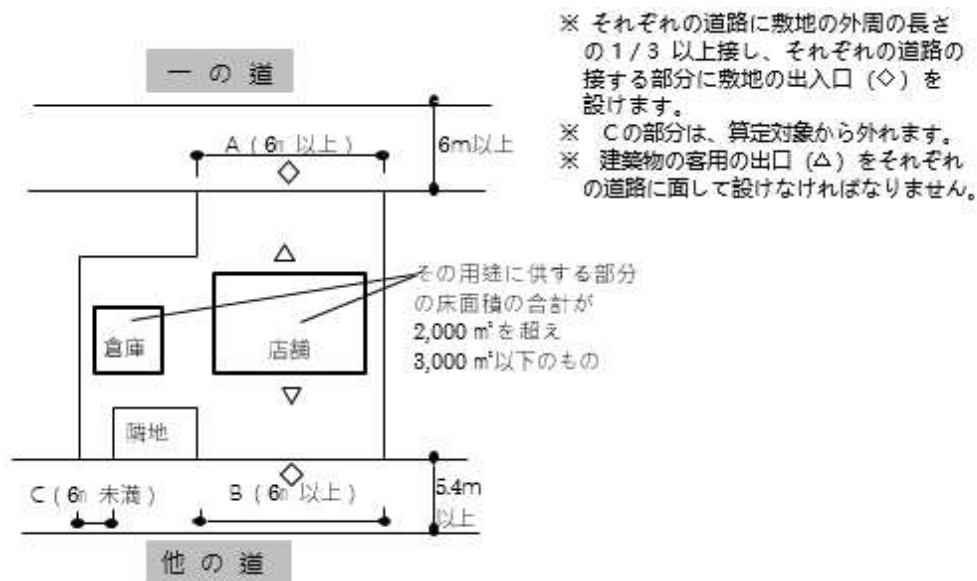 ※ それぞれの道路に敷地の外周の長さ
の1/3 以上接し、それぞれの道路の
接する部分に敷地の出入口（◇）を
設けます。
※ Cの部分は、算定対象から外れます。
※ 建築物の客用の出口（△）をそれぞれ
の道路に面して設けなければなりません。
一 の 道
A（6m 以上）
6m以上
その用途に供する部分
の床面積の合計が
2,000 ㎡を超え
3,000 ㎡以下のもの
倉庫
店舗
隣地
C（6m 未満）
B（6m 以上）
5.4m
以上
他 の 道